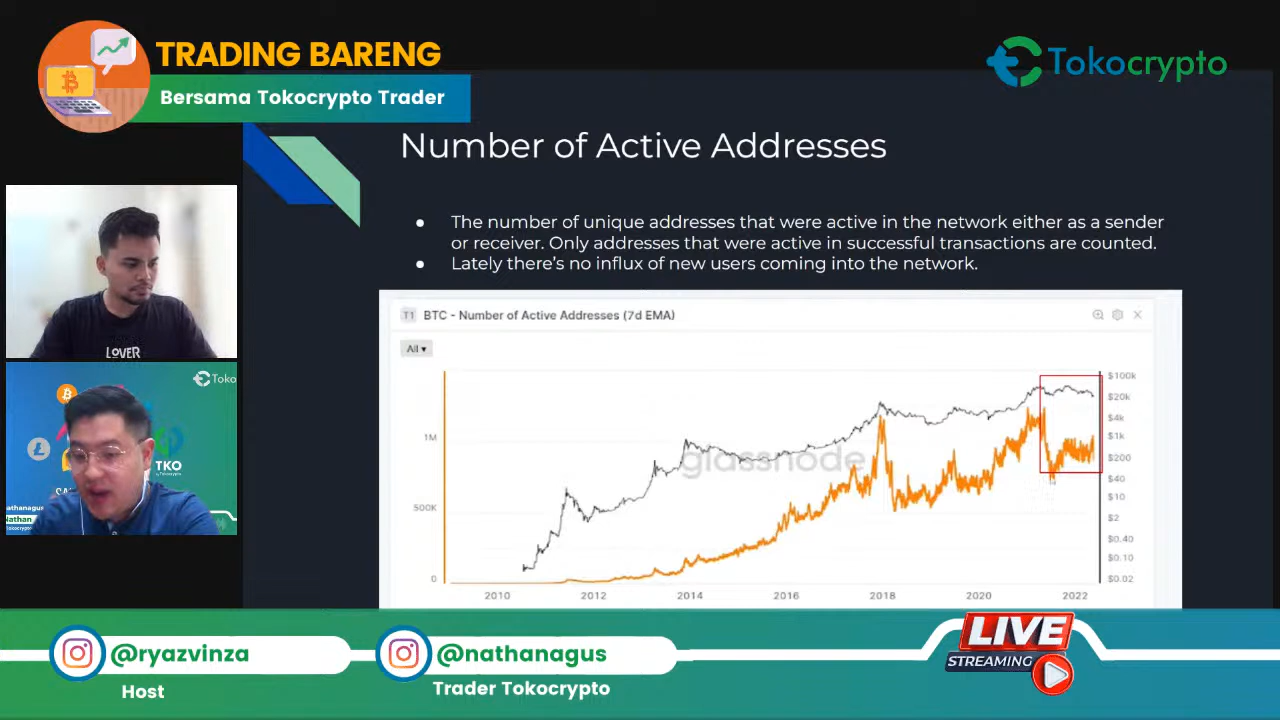 TRADING BARENG
Bersama Tokocrypto Trader
Tokocrypto
Number of Active Addresses
● The number of unique addresses that were active in the network either as a sender
or receiver. Only addresses that were active in successful transactions are counted.
● Lately there's no influx of new users coming into the network.
T1 BTC - Number of Active Addresses (7d EMA)
All ▾
glassnode
1M
500K
0
$100k
$20k
$4k
$1k
$200
$40
$10
$2
$0.40
$0.10
$0.02
2010 2012 2014 2016 2018 2020 2022
LOVER
Toko
TKO
Nathan
@ryazvinza
Host
@nathanagus
Trader Tokocrypto
LIVE
STREAMING